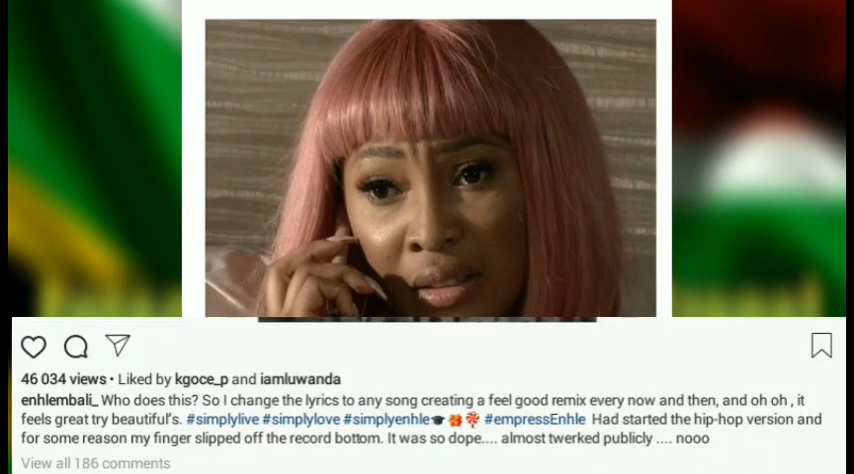 46 034 views • Liked by kgoce_p and iamluwanda
enhlembali_ Who does this? So I change the lyrics to any song creating a feel good remix every now and then, and oh oh , it
feels great try beautiful's. #simplylive #simplylove #simplyenhle🎓🎁🍭 #empressEnhle Had started the hip-hop version and
for some reason my finger slipped off the record bottom. It was so dope.... almost twerked publicly .... nooo
View all 186 comments